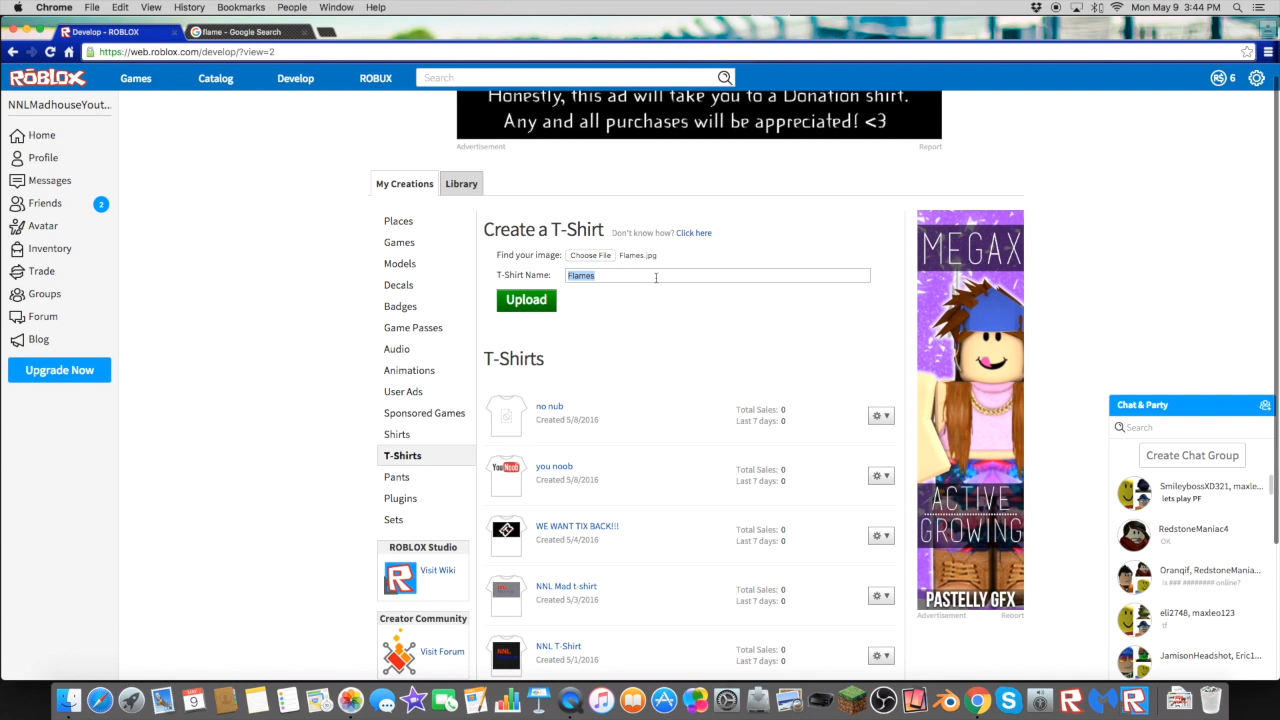 Chrome File Edit View History Bookmarks People Window Help Mon May 9 3:44 PM
Develop - ROBLOX flame - Google Search
https://web.roblox.com/develop/?view=2
ROBLOX Games Catalog Develop ROBUX Search R$ 6
NNLMadhouseYout...
Home
Profile
Messages
Friends 2
Avatar
Inventory
Trade
Groups
Forum
Blog
Upgrade Now
Honestly, this ad will take you to a Donation shirt.
Any and all purchases will be appreciated! <3
Advertisement Report
My Creations Library
Places
Games
Models
Decals
Badges
Game Passes
Audio
Animations
User Ads
Sponsored Games
Shirts
T-Shirts
Pants
Plugins
Sets
ROBLOX Studio
Visit Wiki
Creator Community
Visit Forum
Create a T-Shirt Don't know how? Click here
Find your image: Choose File Flames.jpg
T-Shirt Name: Flames
Upload
T-Shirts
no nub
Created 5/8/2016
Total Sales: 0
Last 7 days: 0
YouNoob
you noob
Created 5/8/2016
Total Sales: 0
Last 7 days: 0
WE WANT TIX BACK!!!
Created 5/4/2016
Total Sales: 0
Last 7 days: 0
NNL Mad t-shirt
Created 5/3/2016
Total Sales: 0
Last 7 days: 0
NNL
NNL T-Shirt
Created 5/1/2016
Total Sales: 0
Last 7 days: 0
MEGAX
ACTIVE
GROWING
PASTELLY GFX
Advertisement Report
Chat & Party
Search
Create Chat Group
SmileybossXD321, maxle...
lets play PF
RedstoneManiac4
OK
Oranqif, RedstoneMania...
is ### ######## online?
eli2748, maxleo123
tf
JamisonHeadshot, Eric1...